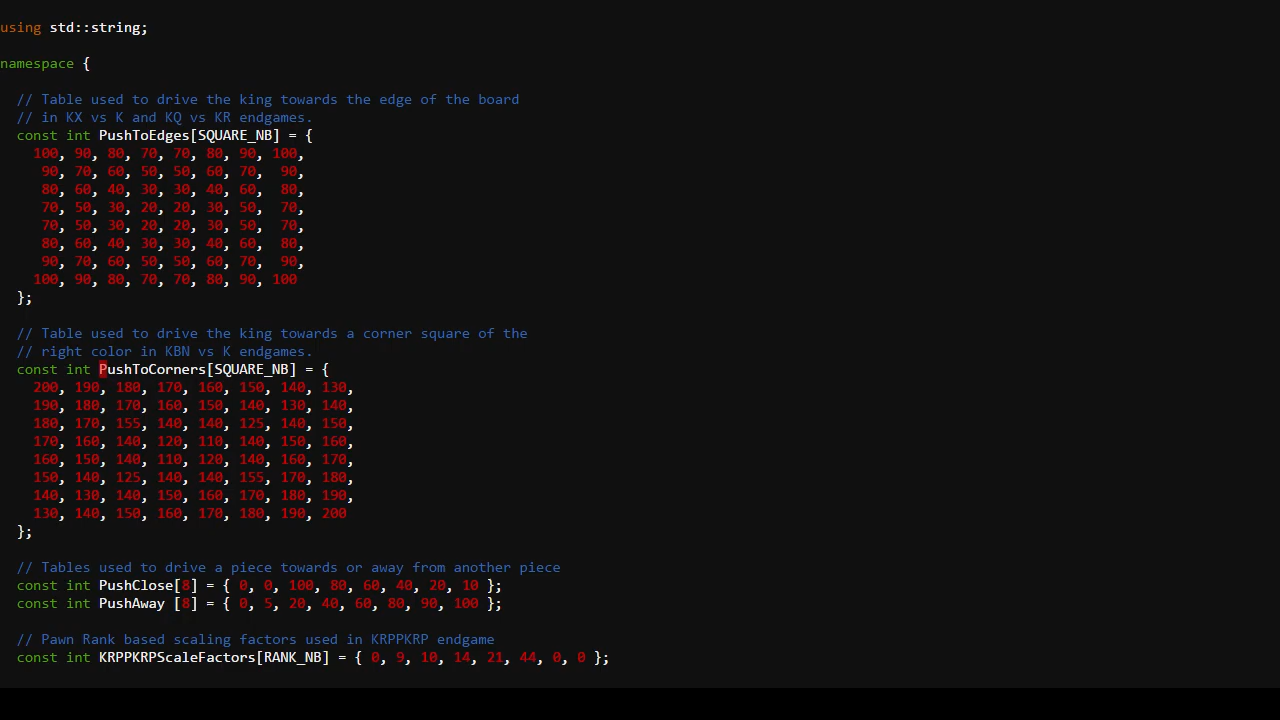 using std::string;
namespace {
// Table used to drive the king towards the edge of the board
// in KX vs K and KQ vs KR endgames.
const int PushToEdges[SQUARE_NB] = {
100, 90, 80, 70, 70, 80, 90, 100,
90, 70, 60, 50, 50, 60, 70, 90,
80, 60, 40, 30, 30, 40, 60, 80,
70, 50, 30, 20, 20, 30, 50, 70,
70, 50, 30, 20, 20, 30, 50, 70,
80, 60, 40, 30, 30, 40, 60, 80,
90, 70, 60, 50, 50, 60, 70, 90,
100, 90, 80, 70, 70, 80, 90, 100
};
// Table used to drive the king towards a corner square of the
// right color in KBN vs K endgames.
const int PushToCorners[SQUARE_NB] = {
200, 190, 180, 170, 160, 150, 140, 130,
190, 180, 170, 160, 150, 140, 130, 140,
180, 170, 155, 140, 140, 125, 140, 150,
170, 160, 140, 120, 110, 140, 150, 160,
160, 150, 140, 110, 120, 140, 160, 170,
150, 140, 125, 140, 140, 155, 170, 180,
140, 130, 140, 150, 160, 170, 180, 190,
130, 140, 150, 160, 170, 180, 190, 200
};
// Tables used to drive a piece towards or away from another piece
const int PushClose[8] = { 0, 0, 100, 80, 60, 40, 20, 10 };
const int PushAway [8] = { 0, 5, 20, 40, 60, 80, 90, 100 };
// Pawn Rank based scaling factors used in KRPPKRP endgame
const int KRPPKRPScaleFactors[RANK_NB] = { 0, 9, 10, 14, 21, 44, 0, 0 };